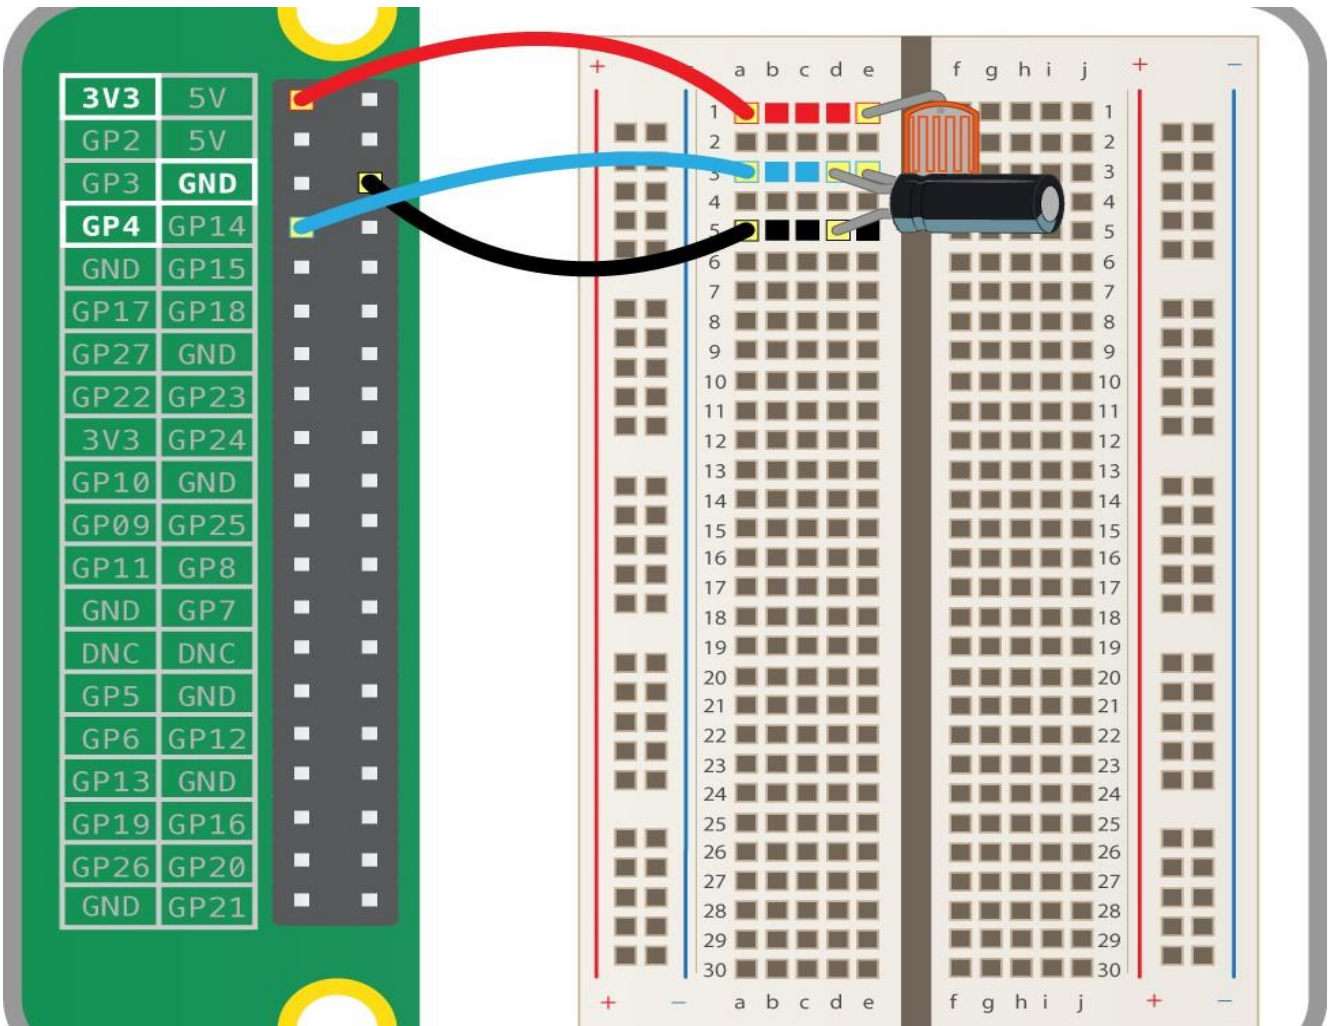 3V3 5V
GP2 5V
GP3 GND
GP4 GP14
GND GP15
GP17 GP18
GP27 GND
GP22 GP23
3V3 GP24
GP10 GND
GP09 GP25
GP11 GP8
GND GP7
DNC DNC
GP5 GND
GP6 GP12
GP13 GND
GP19 GP16
GP26 GP20
GND GP21
+ a b c d e f g h i j + −
1 1
2 2
3 3
4 4
5 5
6 6
7 7
8 8
9 9
10 10
11 11
12 12
13 13
14 14
15 15
16 16
17 17
18 18
19 19
20 20
21 21
22 22
23 23
24 24
25 25
26 26
27 27
28 28
29 29
30 30
+ − a b c d e f g h i j + −